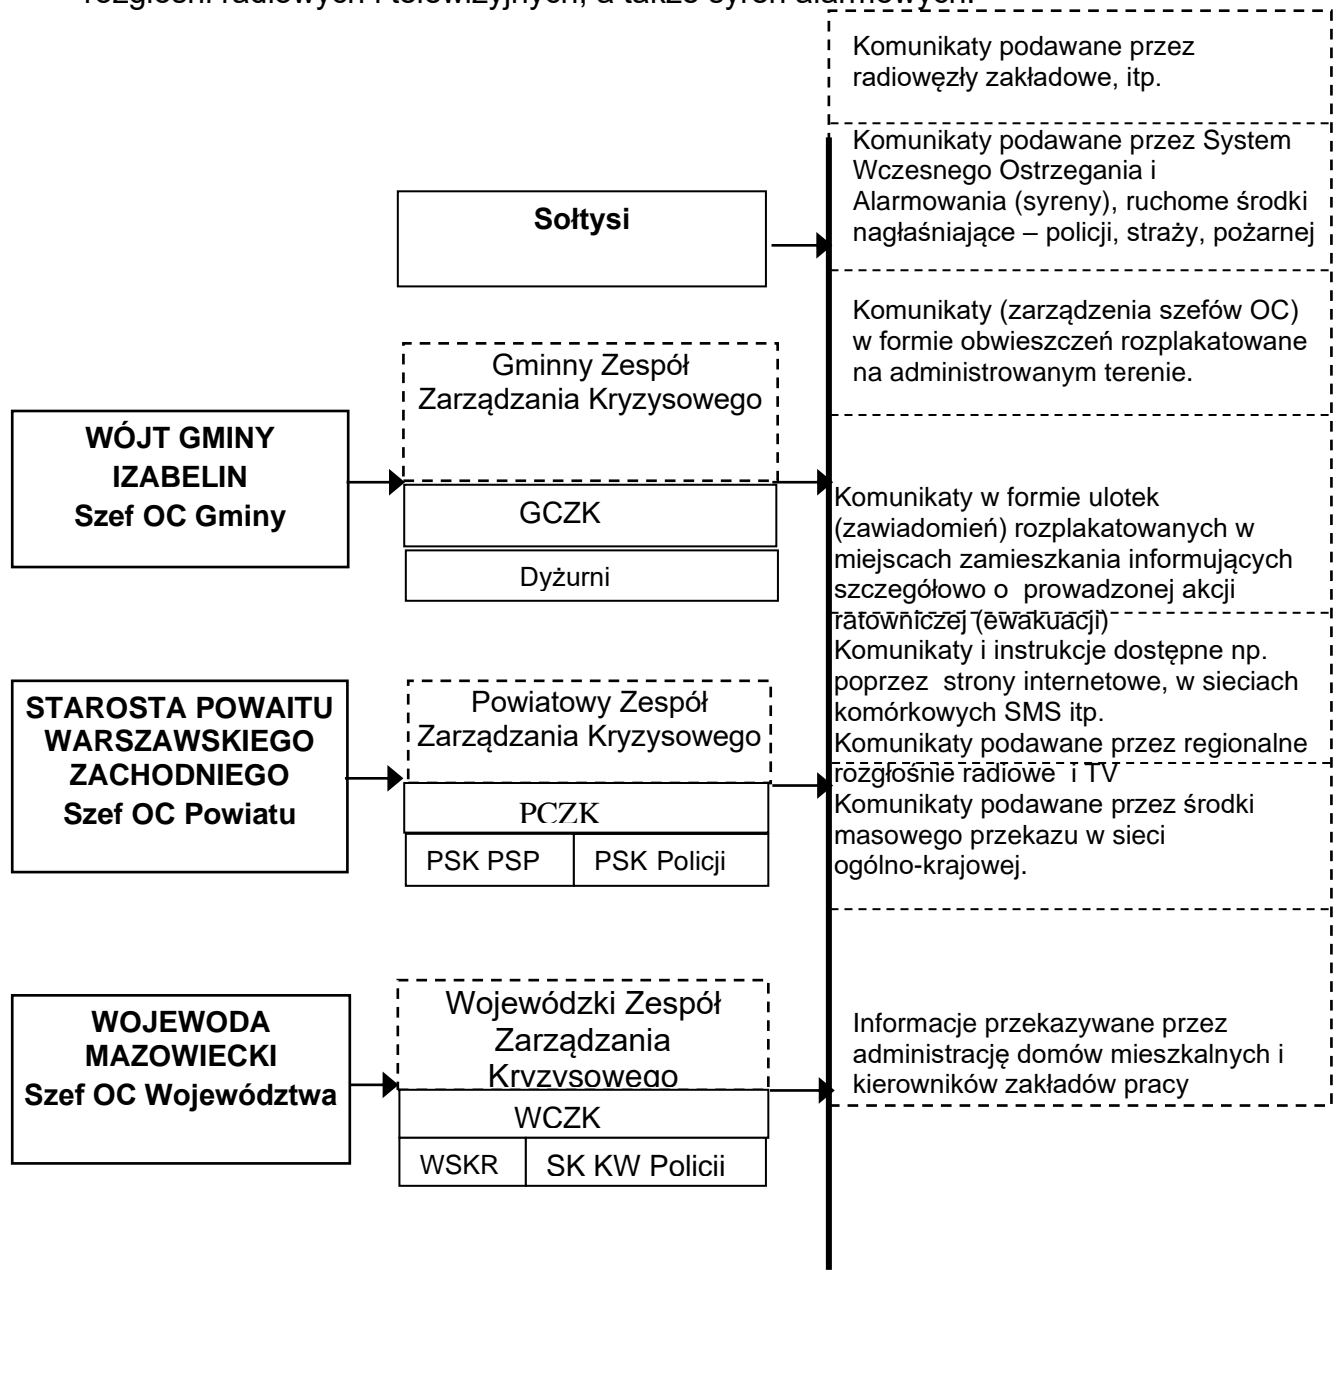 rozgłośni radiowych i telewizyjnych, a także syren alarmowych.
Komunikaty podawane przez
radiowęzły zakładowe, itp.
Komunikaty podawane przez System
Wczesnego Ostrzegania i
Alarmowania (syreny), ruchome środki
nagłaśniające – policji, straży, pożarnej
Sołtysi
Komunikaty (zarządzenia szefów OC)
w formie obwieszczeń rozplakatowane
na administrowanym terenie.
Gminny Zespół
Zarządzania Kryzysowego
WÓJT GMINY
IZABELIN
Szef OC Gminy
GCZK
Dyżurni
Komunikaty w formie ulotek
(zawiadomień) rozplakatowanych w
miejscach zamieszkania informujących
szczegółowo o prowadzonej akcji
ratowniczej (ewakuacji)
Komunikaty i instrukcje dostępne np.
poprzez strony internetowe, w sieciach
komórkowych SMS itp.
Komunikaty podawane przez regionalne
rozgłośnie radiowe i TV
Komunikaty podawane przez środki
masowego przekazu w sieci
ogólno-krajowej.
STAROSTA POWAITU
WARSZAWSKIEGO
ZACHODNIEGO
Szef OC Powiatu
Powiatowy Zespół
Zarządzania Kryzysowego
PCZK
PSK PSP
PSK Policji
WOJEWODA
MAZOWIECKI
Szef OC Województwa
Wojewódzki Zespół
Zarządzania
Kryzysowego
WCZK
WSKR
SK KW Policji
Informacje przekazywane przez
administrację domów mieszkalnych i
kierowników zakładów pracy